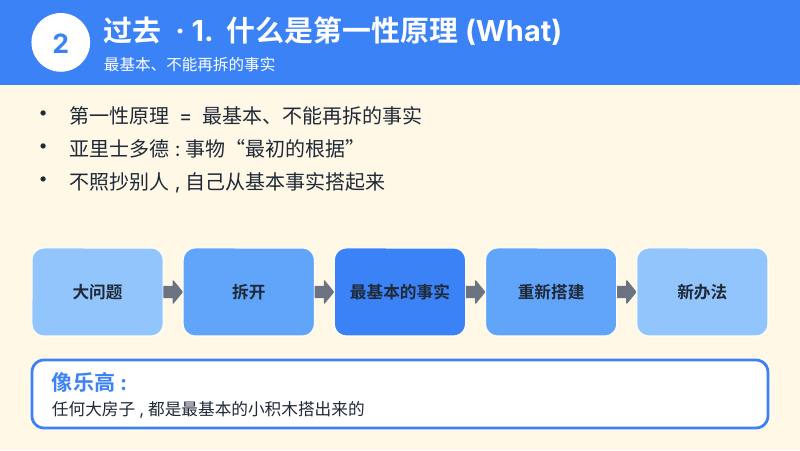 2
过去 · 1. 什么是第一性原理 (What)
最基本、不能再拆的事实
• 第一性原理 = 最基本、不能再拆的事实
• 亚里士多德 : 事物“最初的根据”
• 不照抄别人 , 自己从基本事实搭起来
大问题
拆开
最基本的事实
重新搭建
新办法
像乐高 :
任何大房子 , 都是最基本的小积木搭出来的